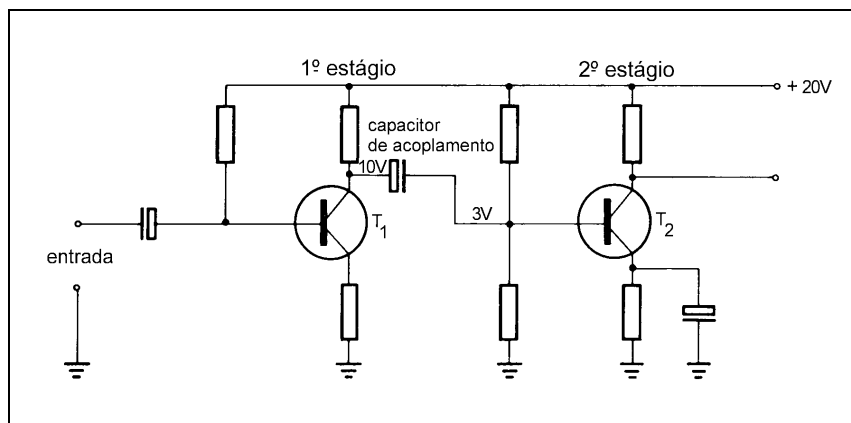 1º estágio
2º estágio
+ 20V
capacitor
de acoplamento
10V
T1
3V
T2
entrada